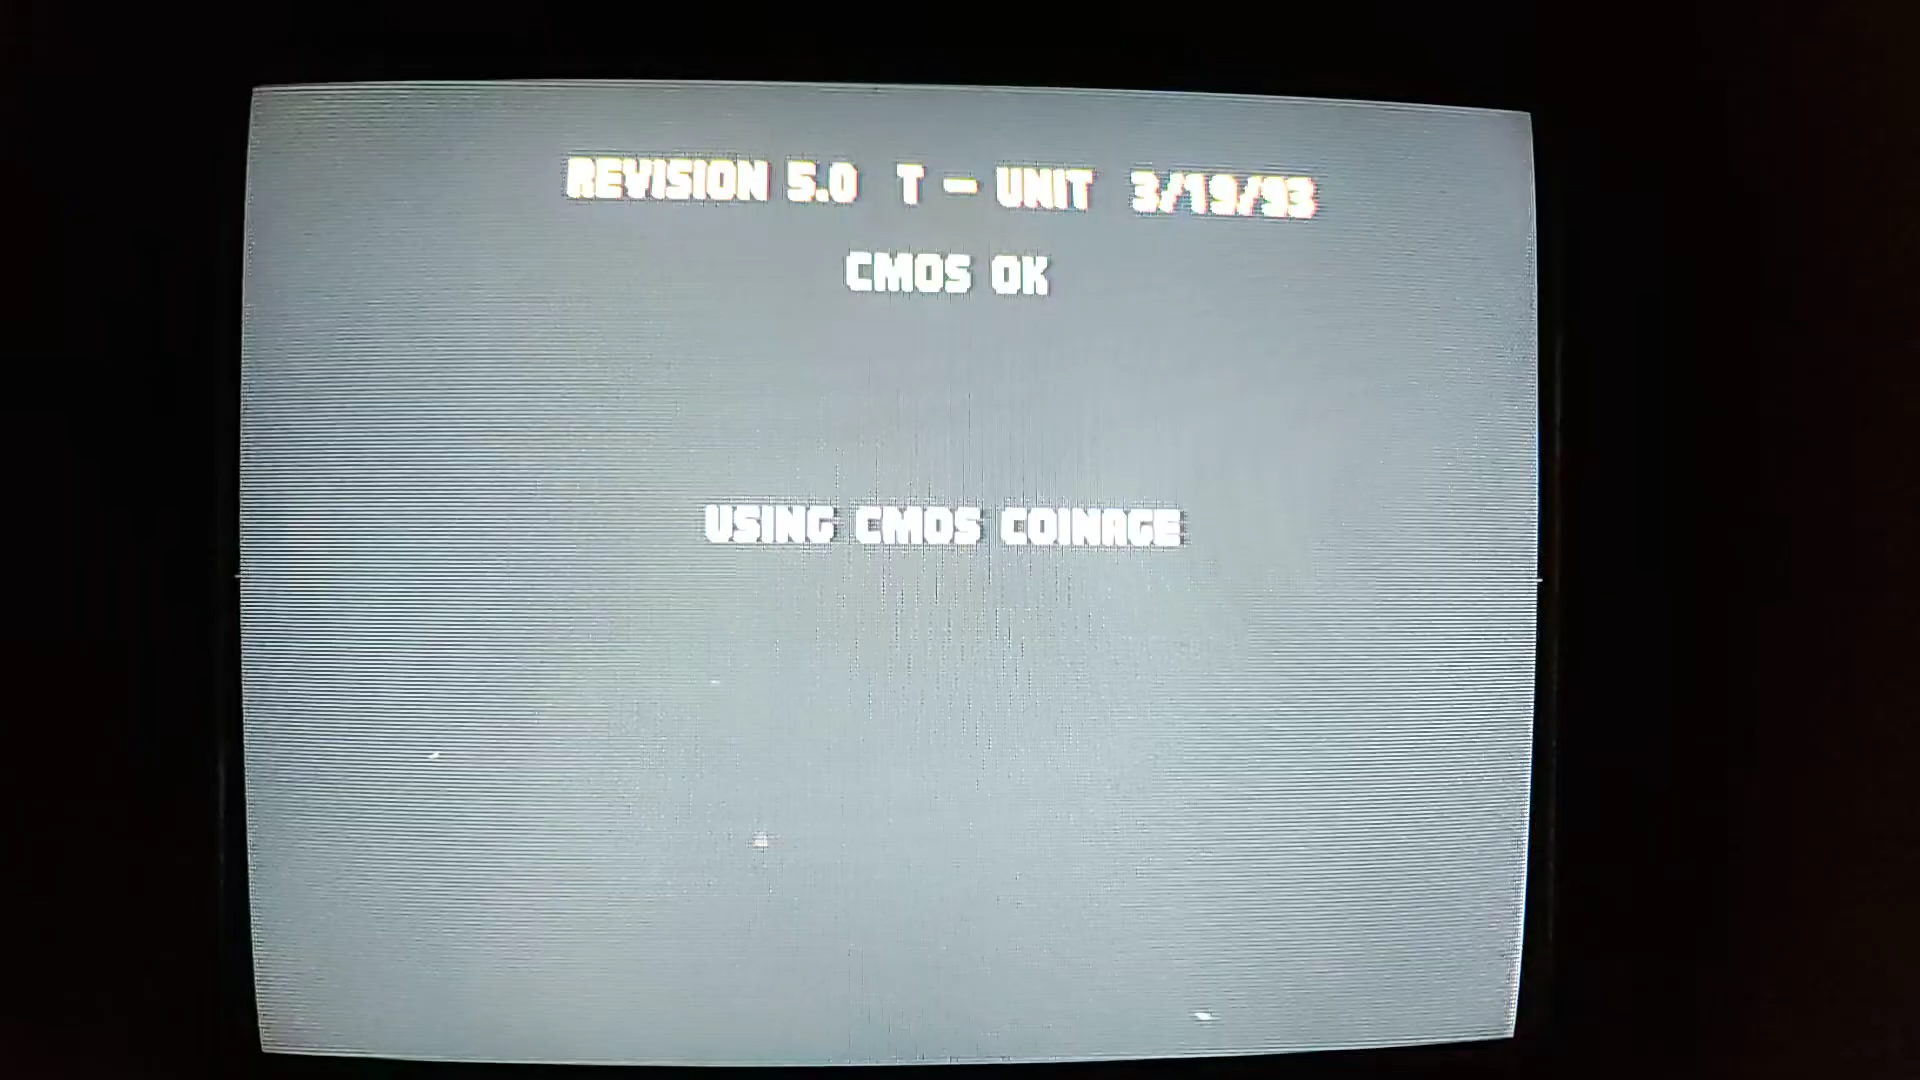 REVISION 5.0 T - UNIT 3/19/93
CMOS OK
USING CMOS COINAGE